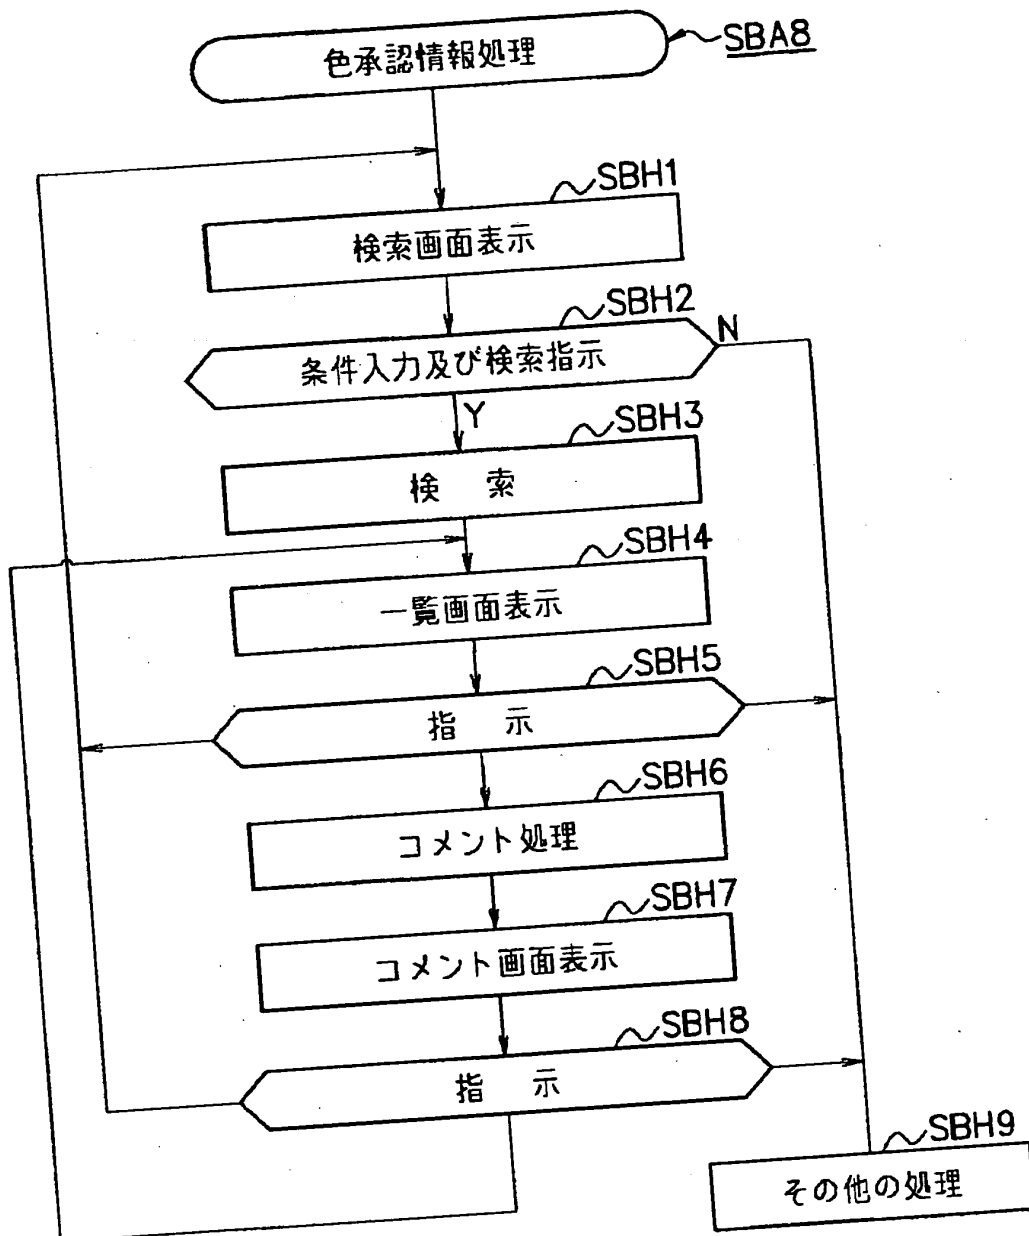 色承認情報処理
SBA8
SBH1
検索画面表示
SBH2
条件入力及び検索指示
N
Y
SBH3
検 索
SBH4
一覧画面表示
SBH5
指 示
SBH6
コメント処理
SBH7
コメント画面表示
SBH8
指 示
SBH9
その他の処理